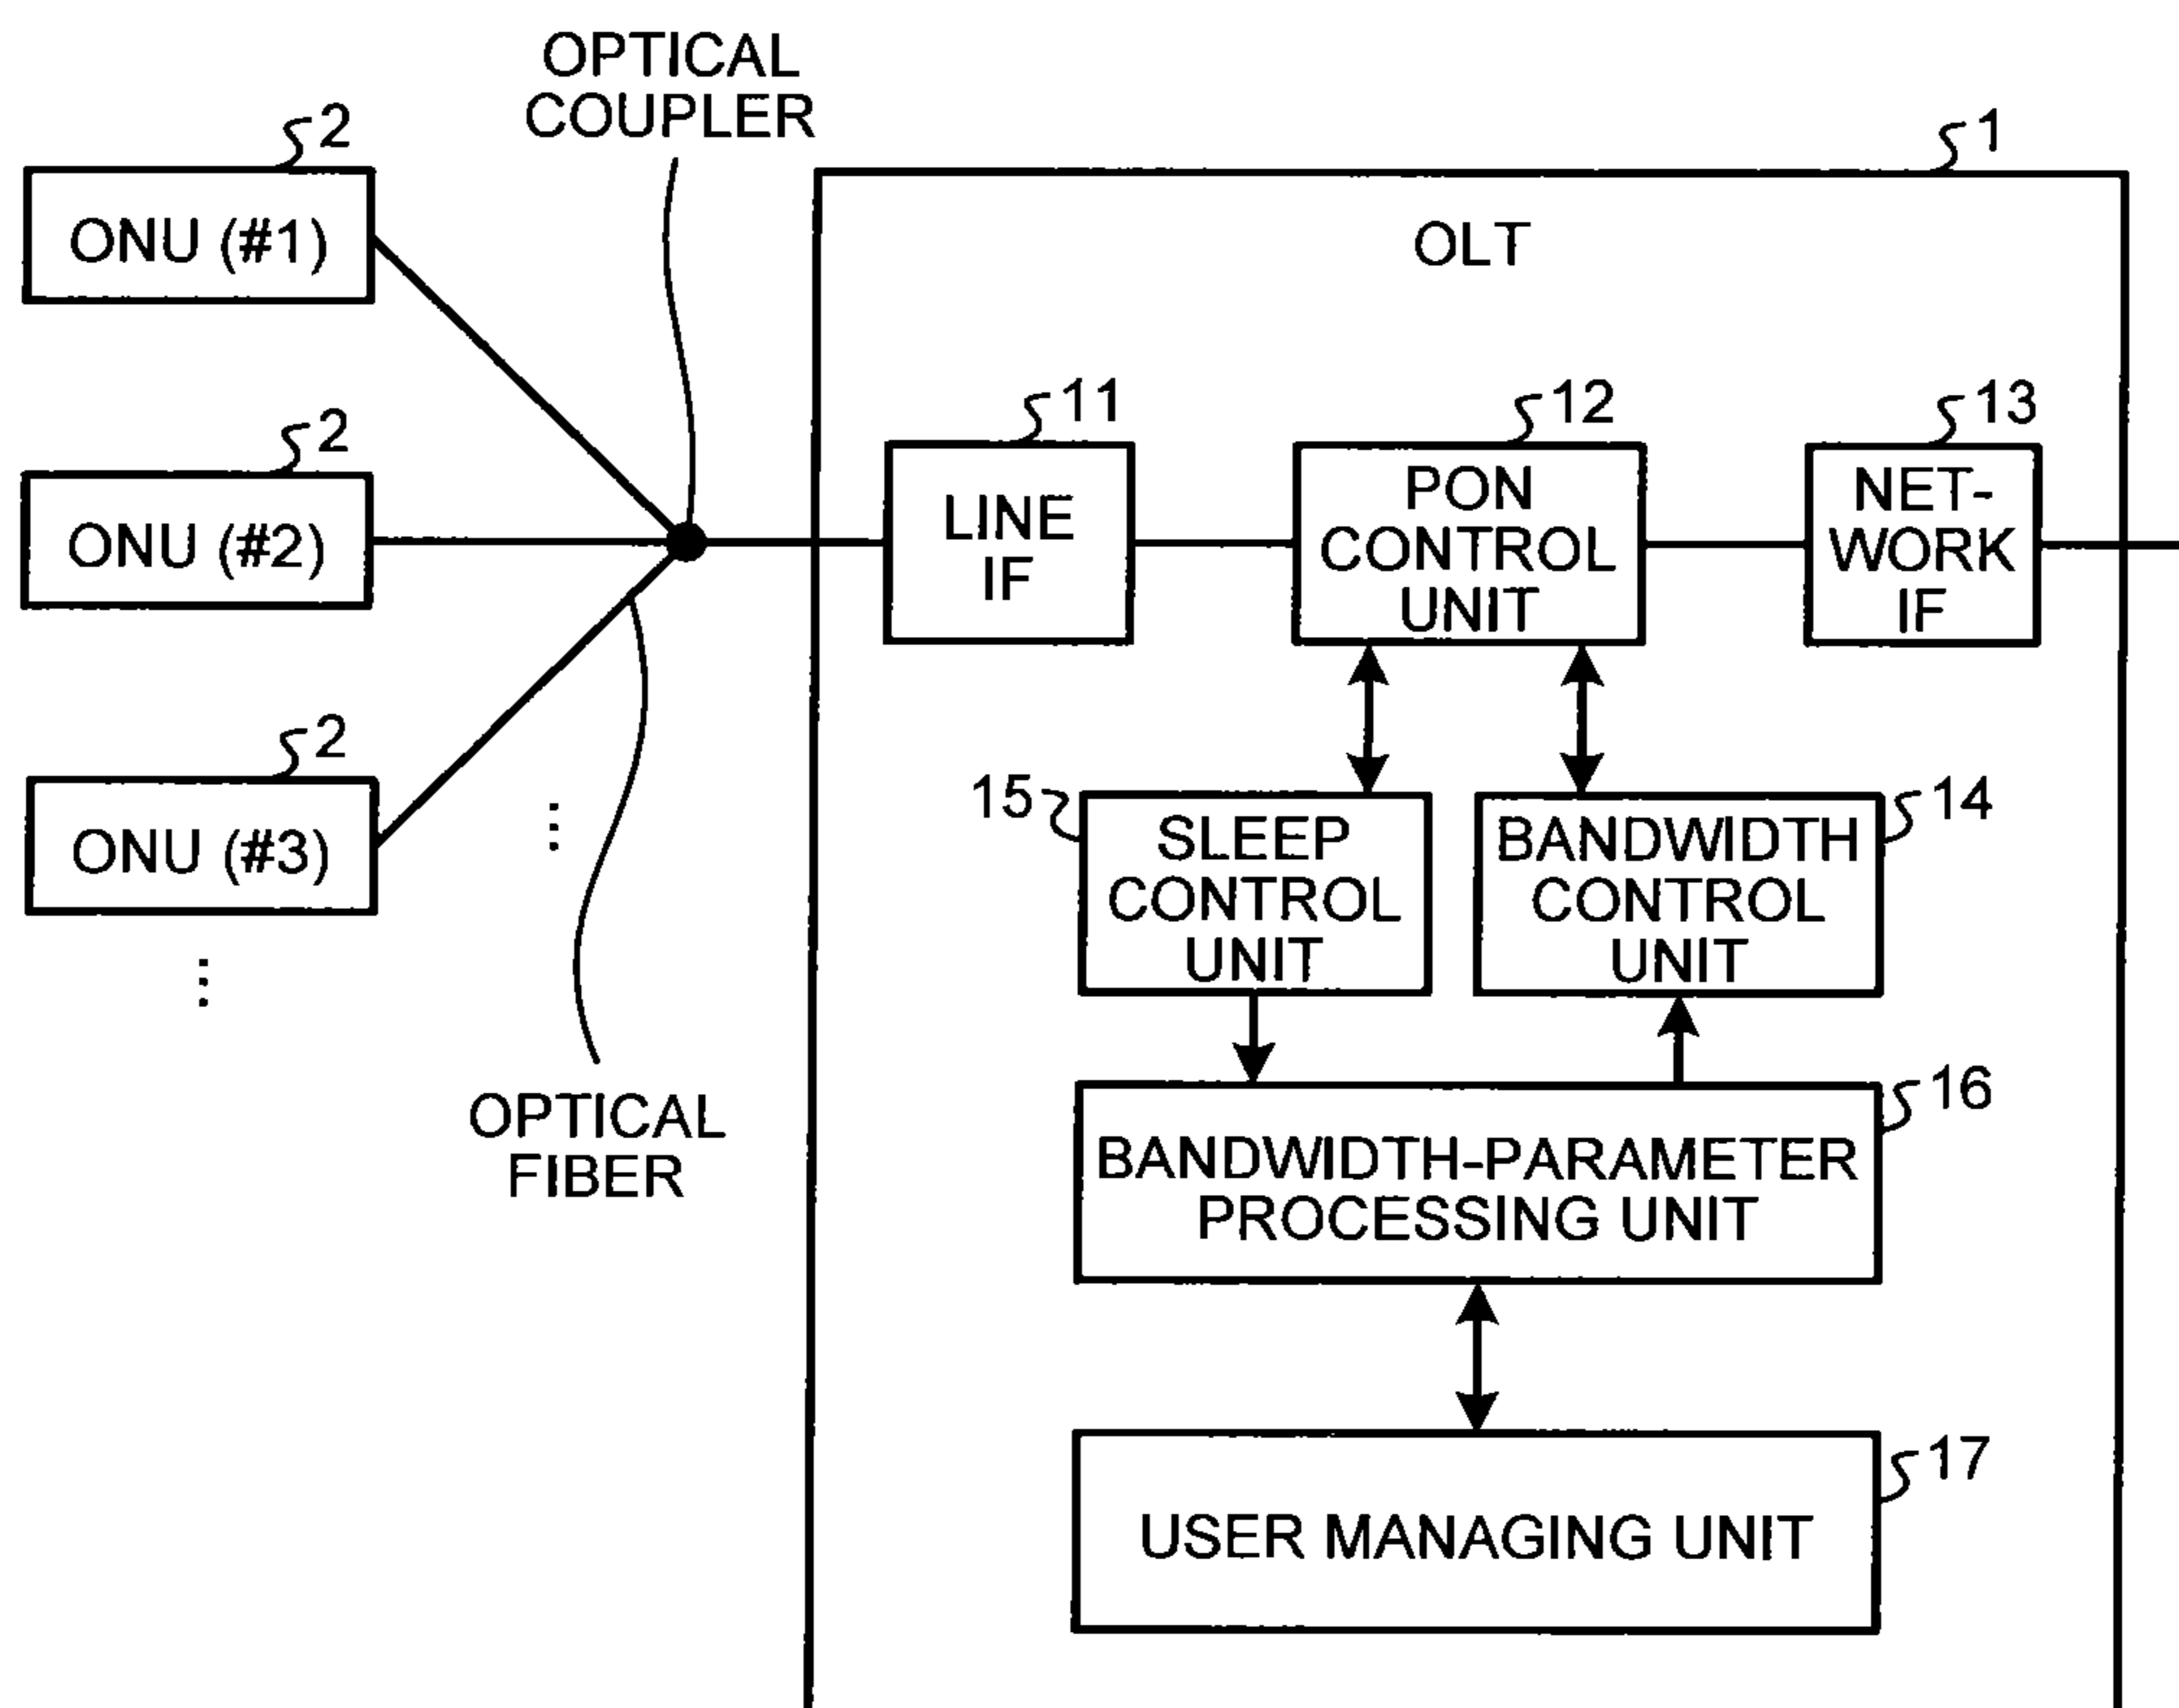 OPTICAL
COUPLER
2
ONU (#1)
2
ONU (#2)
2
ONU (#3)
OPTICAL
FIBER
1
OLT
11
LINE
IF
12
PON
CONTROL
UNIT
13
NET-
WORK
IF
15
SLEEP
CONTROL
UNIT
14
BANDWIDTH
CONTROL
UNIT
16
BANDWIDTH-PARAMETER
PROCESSING UNIT
17
USER MANAGING UNIT